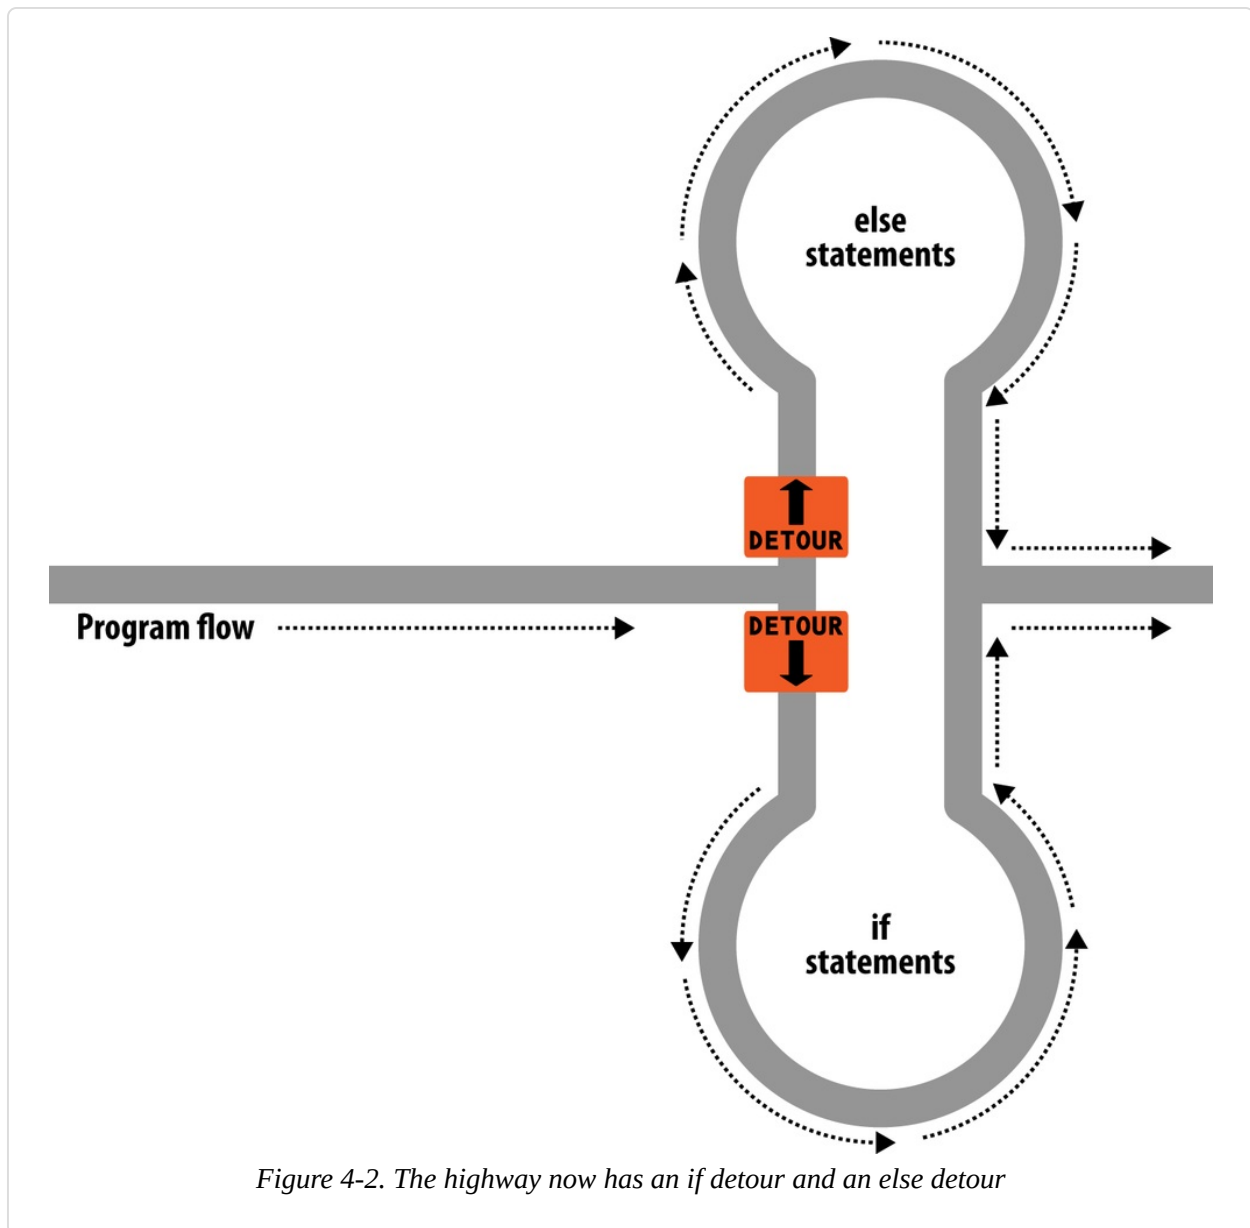 else
statements
DETOUR
Program flow
DETOUR
if
statements
Figure 4-2. The highway now has an if detour and an else detour